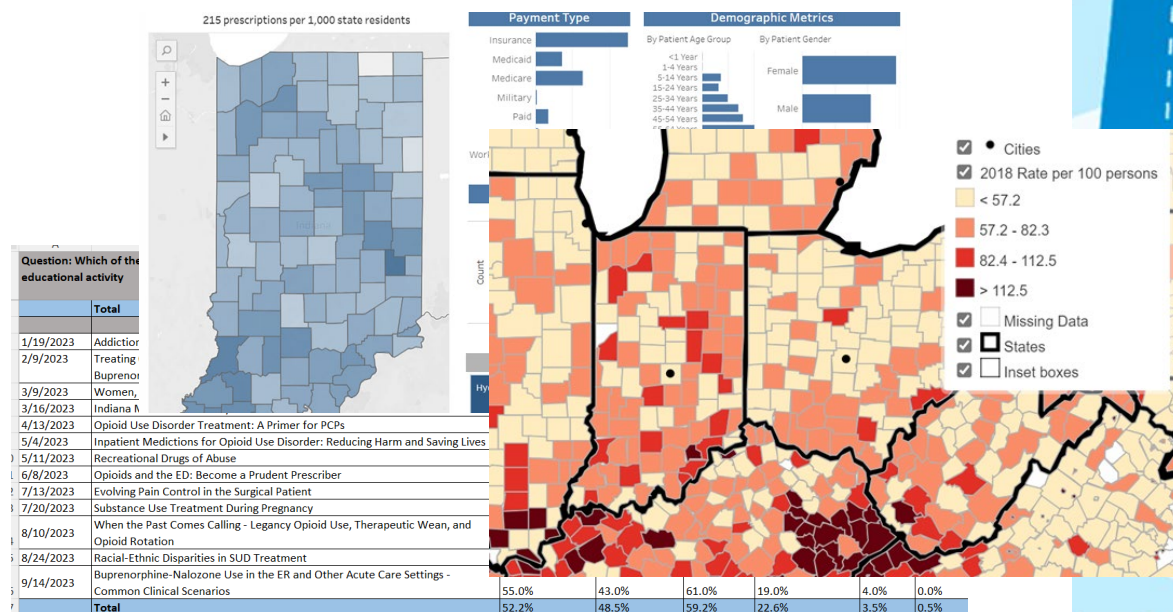 215 prescriptions per 1,000 state residents
Payment Type
Insurance
Medicaid
Medicare
Military
Paid
Demographic Metrics
By Patient Age Group
By Patient Gender
<1 Year
1-4 Years
5-14 Years
15-24 Years
25-34 Years
35-44 Years
45-54 Years
Female
Male
Count
Cities
2018 Rate per 100 persons
< 57.2
57.2 - 82.3
82.4 - 112.5
> 112.5
Missing Data
States
Inset boxes
Question: Which of the
educational activity
Total
1/19/2023
2/9/2023 Treating
3/9/2023 Women,
3/16/2023 Indiana
4/13/2023 Opioid Use Disorder Treatment: A Primer for PCPs
5/4/2023 Inpatient Medictions for Opioid Use Disorder: Reducing Harm and Saving Lives
5/11/2023 Recreational Drugs of Abuse
6/8/2023 Opioids and the ED: Become a Prudent Prescriber
7/13/2023 Evolving Pain Control in the Surgical Patient
7/20/2023 Substance Use Treatment During Pregnancy
8/10/2023 When the Past Comes Calling - Legancy Opioid Use, Therapeutic Wean, and
Opioid Rotation
8/24/2023 Racial-Ethnic Disparities in SUD Treatment
9/14/2023 Buprenorphine-Nalozone Use in the ER and Other Acute Care Settings -
Common Clinical Scenarios 55.0% 43.0% 61.0% 19.0% 4.0% 0.0%
Total 52.2% 48.5% 59.2% 22.6% 3.5% 0.5%